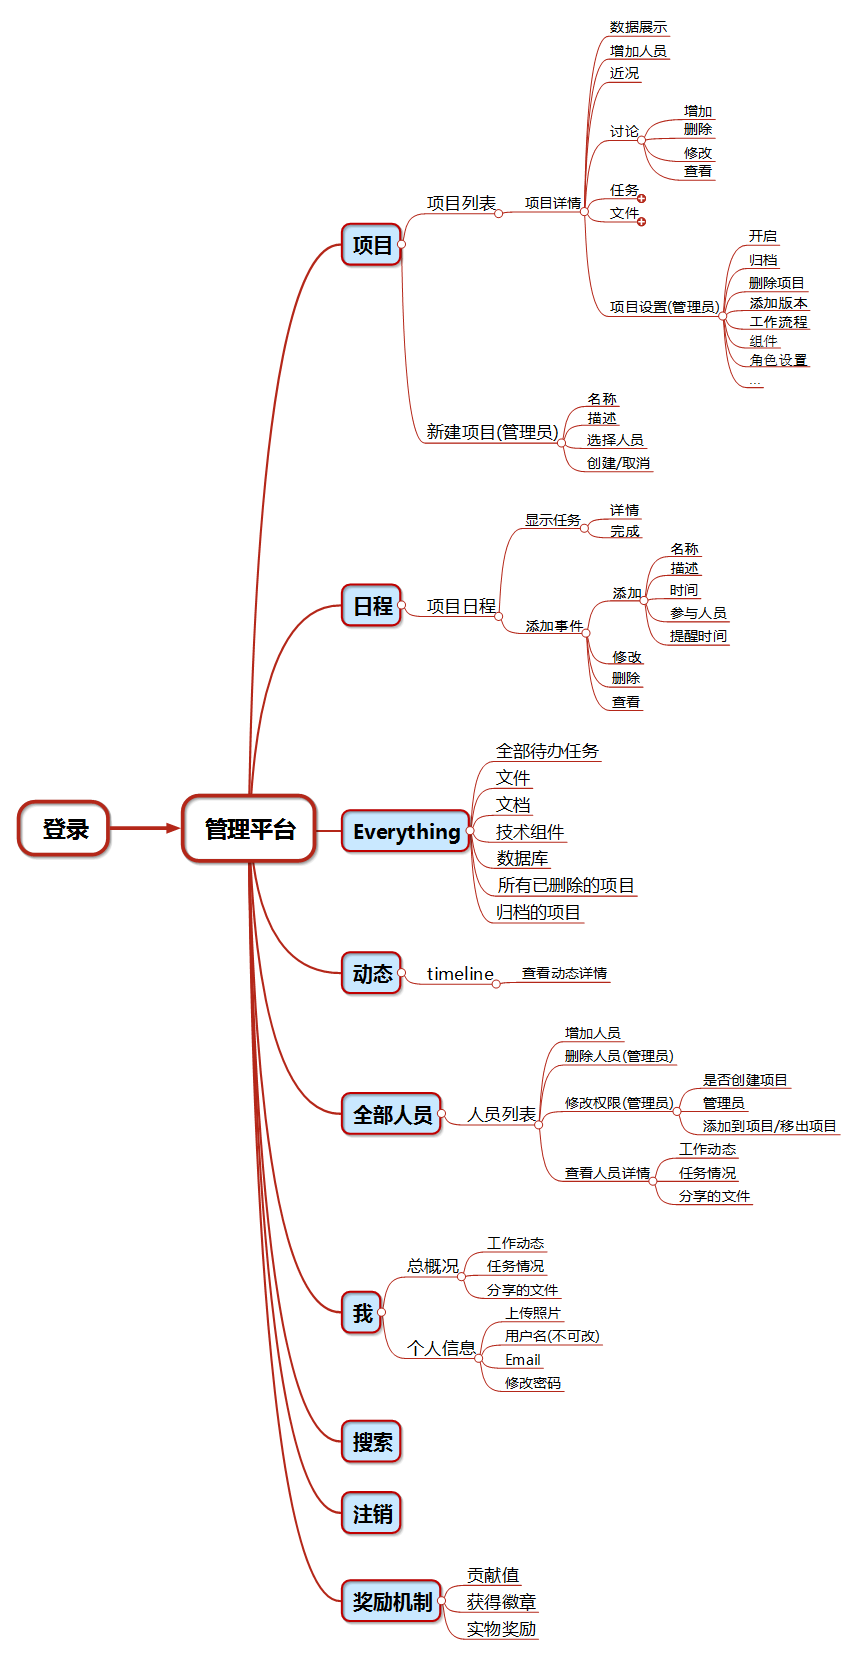 登录
管理平台
项目
项目列表
项目详情
数据展示
增加人员
近况
讨论
增加
删除
修改
查看
任务
文件
项目设置(管理员)
开启
归档
删除项目
添加版本
工作流程
组件
角色设置
...
新建项目(管理员)
名称
描述
选择人员
创建/取消
日程
项目日程
显示任务
详情
完成
添加事件
添加
名称
描述
时间
参与人员
提醒时间
修改
删除
查看
Everything
全部待办任务
文件
文档
技术组件
数据库
所有已删除的项目
归档的项目
动态
timeline
查看动态详情
全部人员
人员列表
增加人员
删除人员(管理员)
修改权限(管理员)
是否创建项目
管理员
添加到项目/移出项目
查看人员详情
工作动态
任务情况
分享的文件
我
总概况
工作动态
任务情况
分享的文件
个人信息
上传照片
用户名(不可改)
Email
修改密码
搜索
注销
奖励机制
贡献值
获得徽章
实物奖励